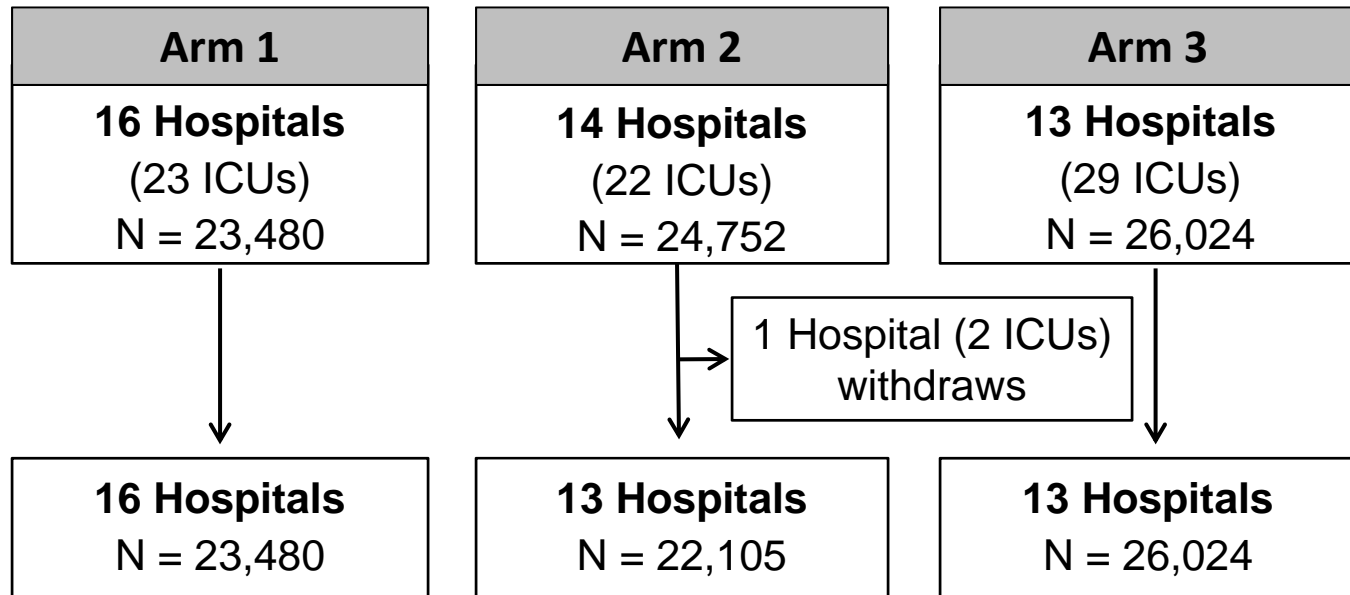 Arm 1
16 Hospitals
(23 ICUs)
N = 23,480
Arm 2
14 Hospitals
(22 ICUs)
N = 24,752
Arm 3
13 Hospitals
(29 ICUs)
N = 26,024
1 Hospital (2 ICUs)
withdraws
16 Hospitals
N = 23,480
13 Hospitals
N = 22,105
13 Hospitals
N = 26,024